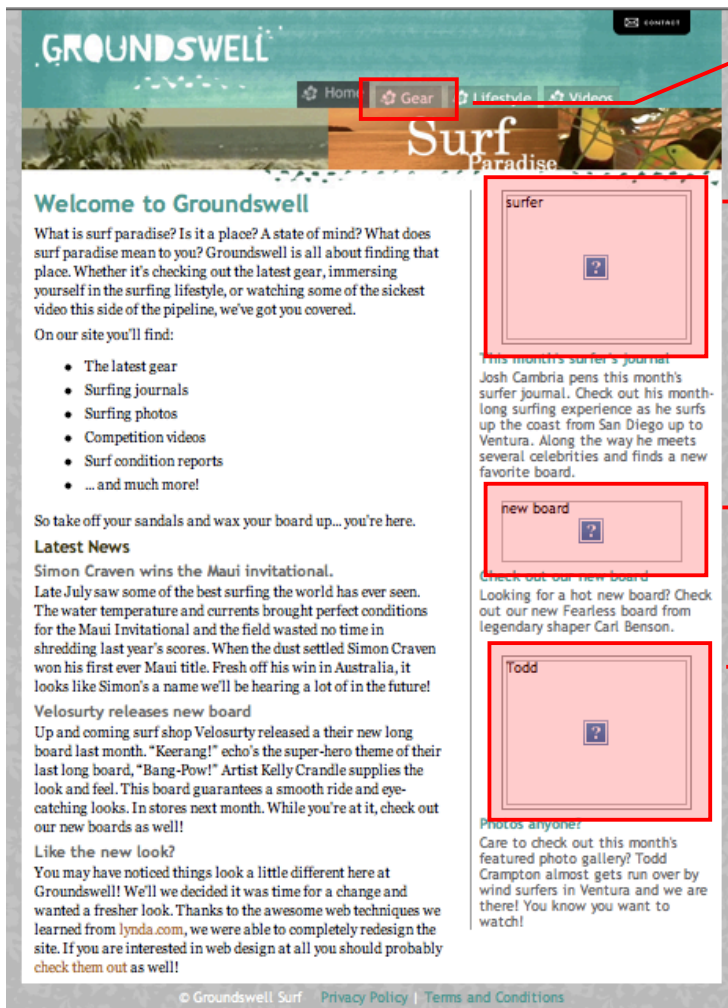 CONTACT
GROUNDSWELL
Home Gear Lifestyle Videos
Surf
Paradise
Welcome to Groundswell
What is surf paradise? Is it a place? A state of mind? What does
surf paradise mean to you? Groundswell is all about finding that
place. Whether it's checking out the latest gear, immersing
yourself in the surfing lifestyle, or watching some of the sickest
video this side of the pipeline, we've got you covered.
On our site you'll find:
• The latest gear
• Surfing journals
• Surfing photos
• Competition videos
• Surf condition reports
• ... and much more!
So take off your sandals and wax your board up... you're here.
Latest News
Simon Craven wins the Maui invitational.
Late July saw some of the best surfing the world has ever seen.
The water temperature and currents brought perfect conditions
for the Maui Invitational and the field wasted no time in
shredding last year's scores. When the dust settled Simon Craven
won his first ever Maui title. Fresh off his win in Australia, it
looks like Simon's a name we'll be hearing a lot of in the future!
Velosurty releases new board
Up and coming surf shop Velosurty released a their new long
board last month. "Keerang!" echo's the super-hero theme of their
last long board, "Bang-Pow!" Artist Kelly Crandle supplies the
look and feel. This board guarantees a smooth ride and eye-
catching looks. In stores next month. While you're at it, check out
our new boards as well!
Like the new look?
You may have noticed things look a little different here at
Groundswell! We'll we decided it was time for a change and
wanted a fresher look. Thanks to the awesome web techniques we
learned from lynda.com, we were able to completely redesign the
site. If you are interested in web design at all you should probably
check them out as well!
surfer
?
This month's surfer's journal
Josh Cambria pens this month's
surfer journal. Check out his month-
long surfing experience as he surfs
up the coast from San Diego up to
Ventura. Along the way he meets
several celebrities and finds a new
favorite board.
new board
?
Check out our new board
Looking for a hot new board? Check
out our new Fearless board from
legendary shaper Carl Benson.
Todd
?
Photos anyone?
Care to check out this month's
featured photo gallery? Todd
Crampton almost gets run over by
wind surfers in Ventura and we are
there! You know you want to
watch!
© Groundswell Surf Privacy Policy | Terms and Conditions